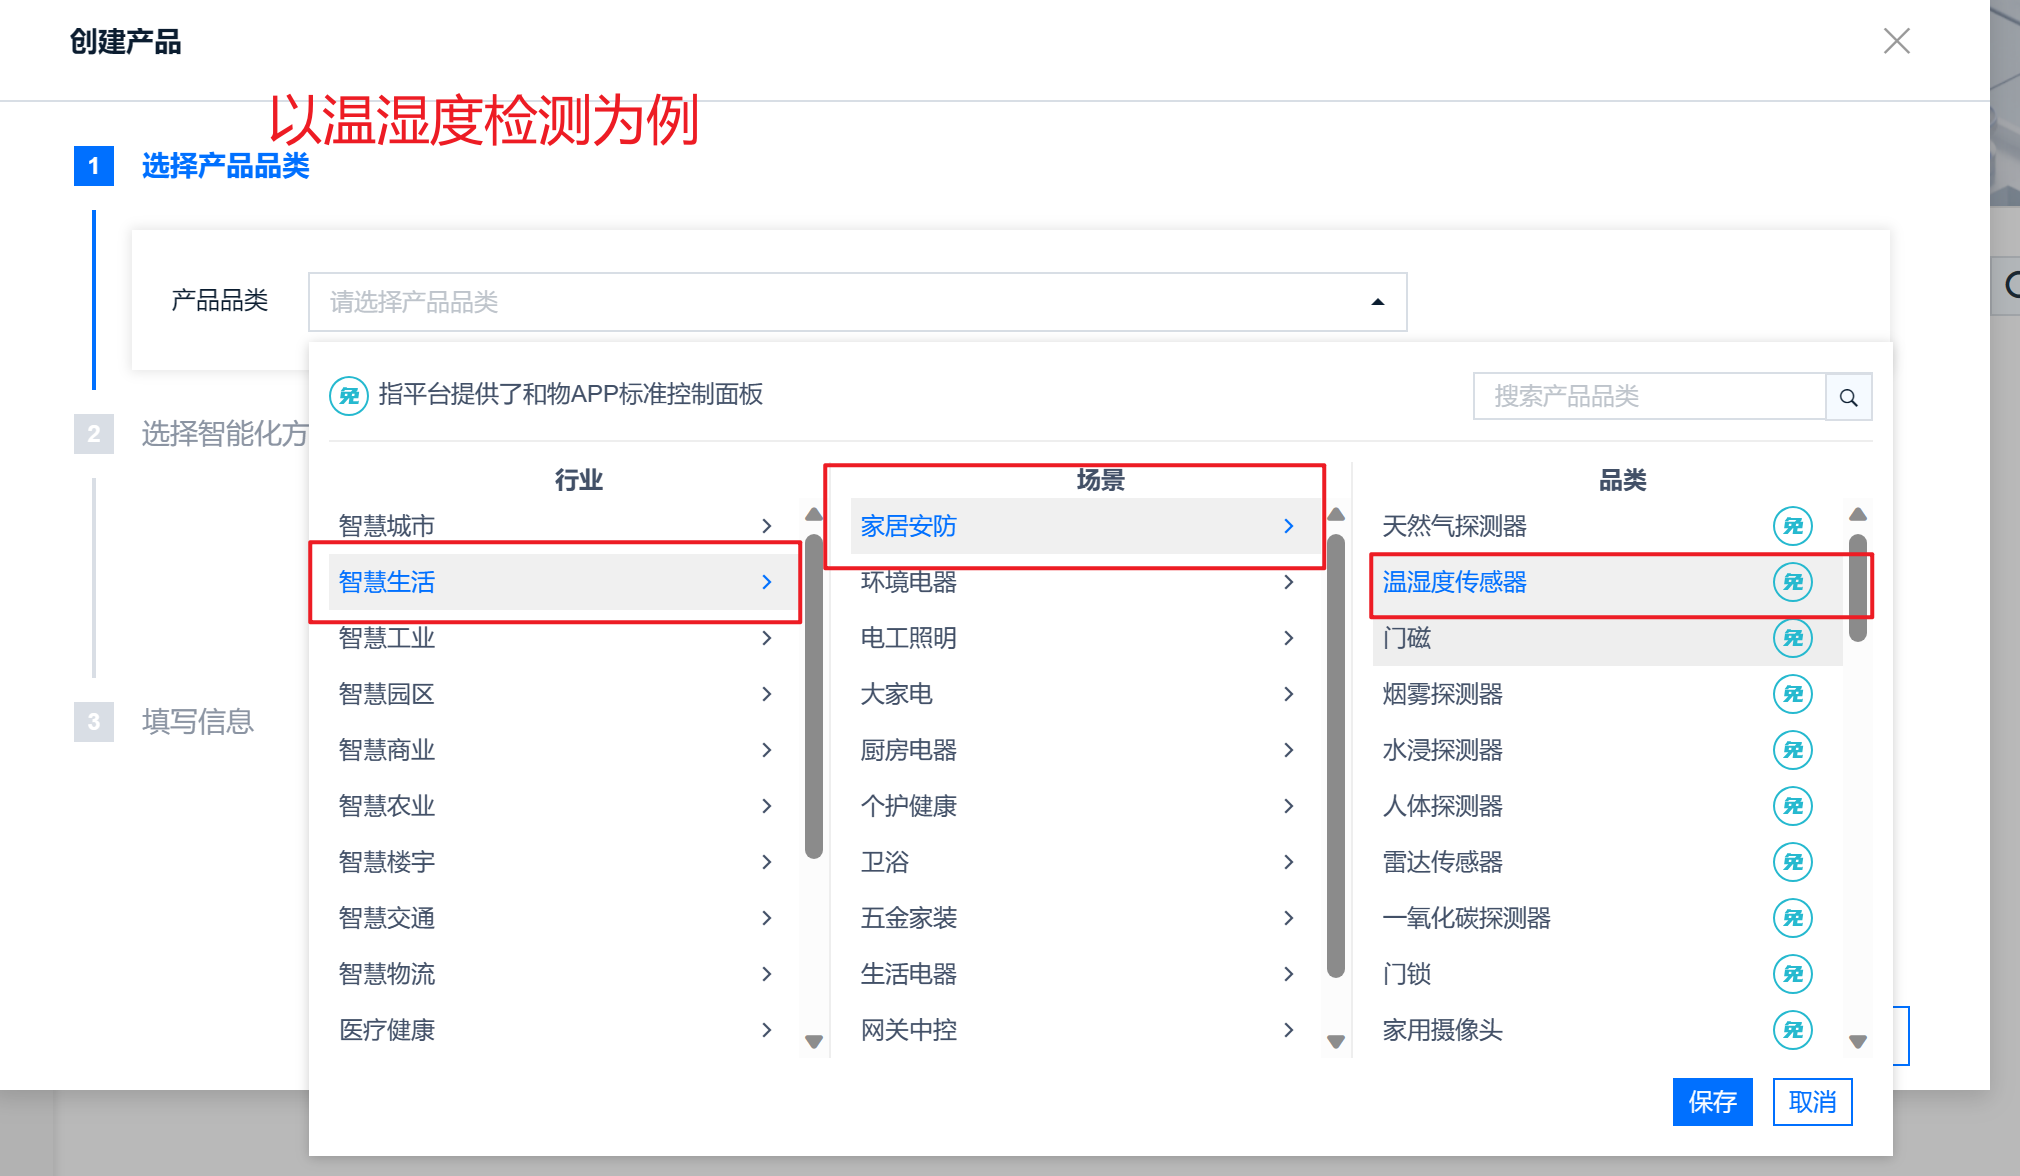 创建产品
以温湿度检测为例
1 选择产品品类
产品品类 请选择产品品类
免 指平台提供了和物APP标准控制面板 搜索产品品类
2 选择智能化方
3 填写信息
行业
智慧城市
智慧生活
智慧工业
智慧园区
智慧商业
智慧农业
智慧楼宇
智慧交通
智慧物流
医疗健康
场景
家居安防
环境电器
电工照明
大家电
厨房电器
个护健康
卫浴
五金家装
生活电器
网关中控
品类
天然气探测器 免
温湿度传感器 免
门磁 免
烟雾探测器 免
水浸探测器 免
人体探测器 免
雷达传感器 免
一氧化碳探测器 免
门锁 免
家用摄像头 免
保存 取消